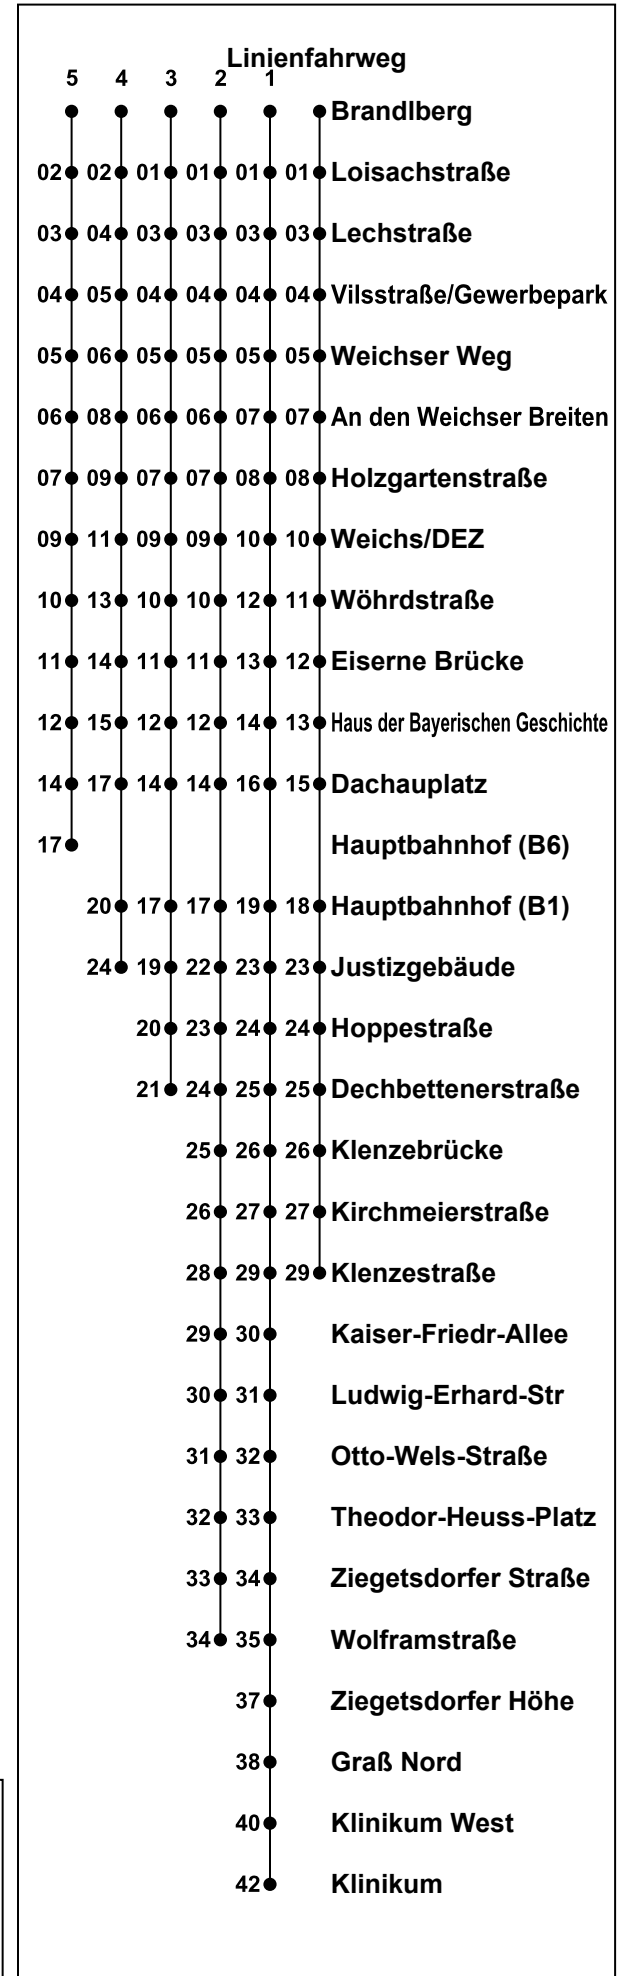 Linienfahrweg
5 4 3 2 1
Brandlberg
02 02 01 01 01 01 Loisachstraße
03 04 03 03 03 03 Lechstraße
04 05 04 04 04 04 Vilsstraße/Gewerbepark
05 06 05 05 05 05 Weichser Weg
06 08 06 06 07 07 An den Weichser Breiten
07 09 07 07 08 08 Holzgartenstraße
09 11 09 09 10 10 Weichs/DEZ
10 13 10 10 12 11 Wöhrdstraße
11 14 11 11 13 12 Eiserne Brücke
12 15 12 12 14 13 Haus der Bayerischen Geschichte
14 17 14 14 16 15 Dachauplatz
17 Hauptbahnhof (B6)
20 17 17 19 18 Hauptbahnhof (B1)
24 19 22 23 23 Justizgebäude
20 23 24 24 Hoppestraße
21 24 25 25 Dechbettenerstraße
25 26 26 Klenzebrücke
26 27 27 Kirchmeierstraße
28 29 29 Klenzestraße
29 30 Kaiser-Friedr-Allee
30 31 Ludwig-Erhard-Str
31 32 Otto-Wels-Straße
32 33 Theodor-Heuss-Platz
33 34 Ziegetsdorfer Straße
34 35 Wolframstraße
37 Ziegetsdorfer Höhe
38 Graß Nord
40 Klinikum West
42 Klinikum